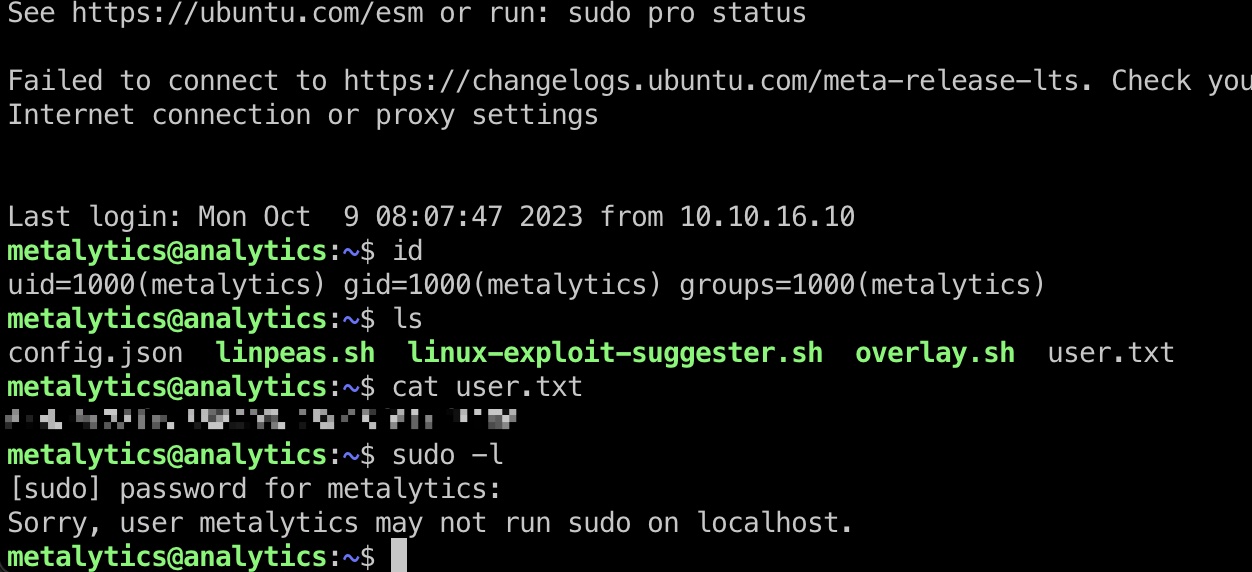 See https://ubuntu.com/esm or run: sudo pro status
Failed to connect to https://changelogs.ubuntu.com/meta-release-lts. Check you
Internet connection or proxy settings
Last login: Mon Oct  9 08:07:47 2023 from 10.10.16.10
metalytics@analytics:~$ id
uid=1000(metalytics) gid=1000(metalytics) groups=1000(metalytics)
metalytics@analytics:~$ ls
config.json  linpeas.sh  linux-exploit-suggester.sh  overlay.sh  user.txt
metalytics@analytics:~$ cat user.txt
metalytics@analytics:~$ sudo -l
[sudo] password for metalytics:
Sorry, user metalytics may not run sudo on localhost.
metalytics@analytics:~$